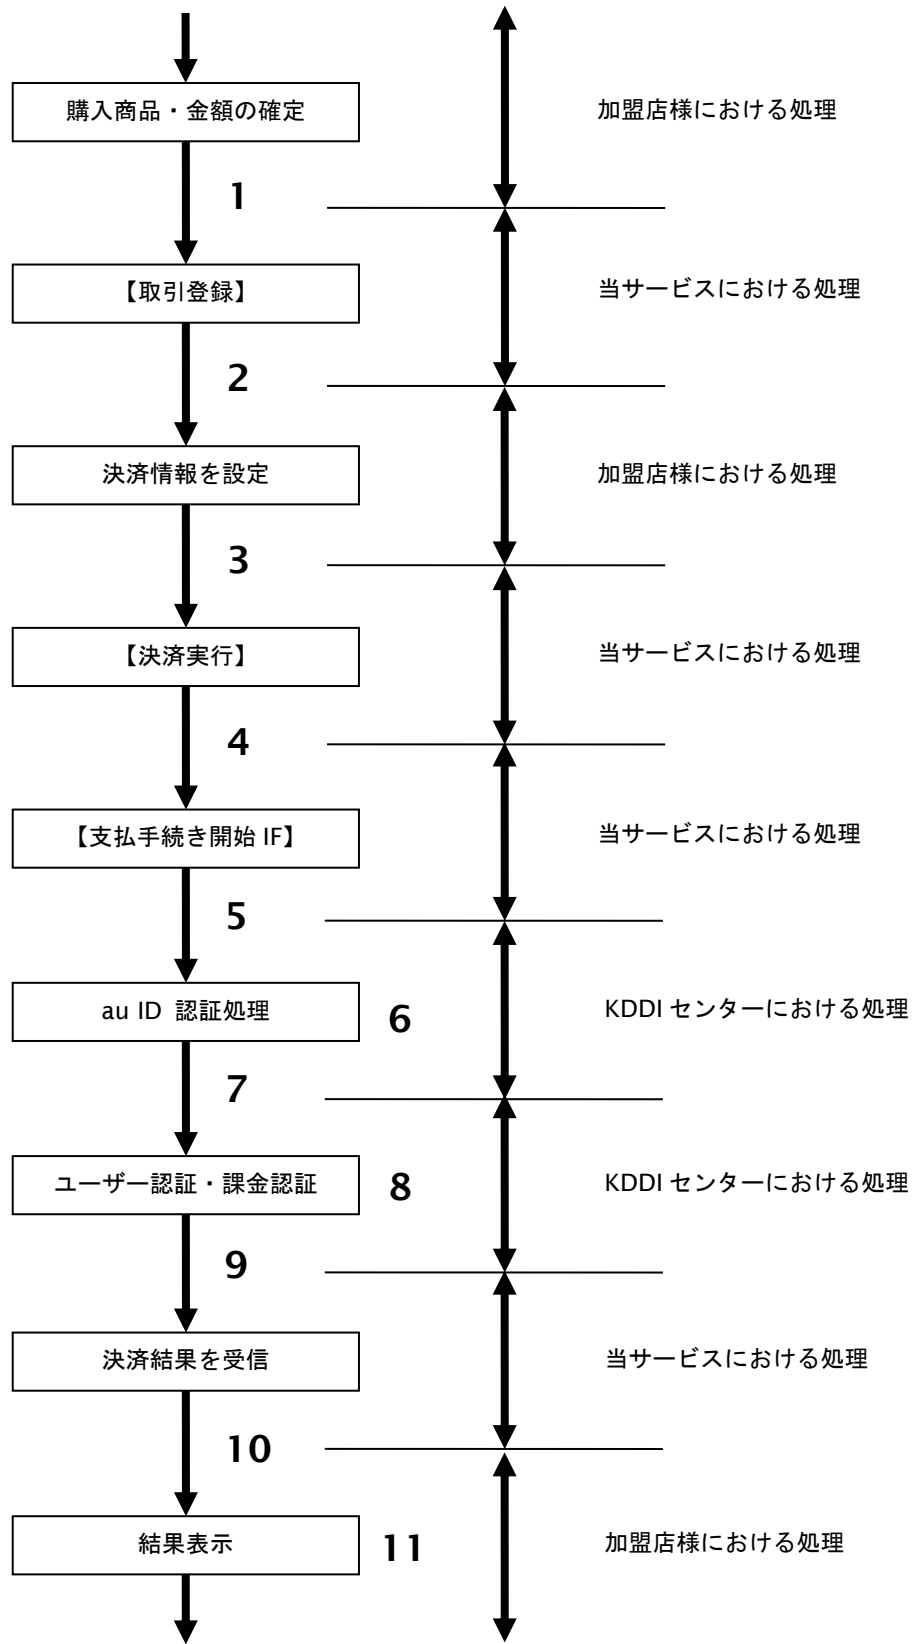 購入商品・金額の確定
加盟店様における処理
1
【取引登録】
当サービスにおける処理
2
決済情報を設定
加盟店様における処理
3
【決済実行】
当サービスにおける処理
4
【支払手続き開始 IF】
当サービスにおける処理
5
au ID 認証処理
6
KDDI センターにおける処理
7
ユーザー認証・課金認証
8
KDDI センターにおける処理
9
決済結果を受信
当サービスにおける処理
10
結果表示
11
加盟店様における処理